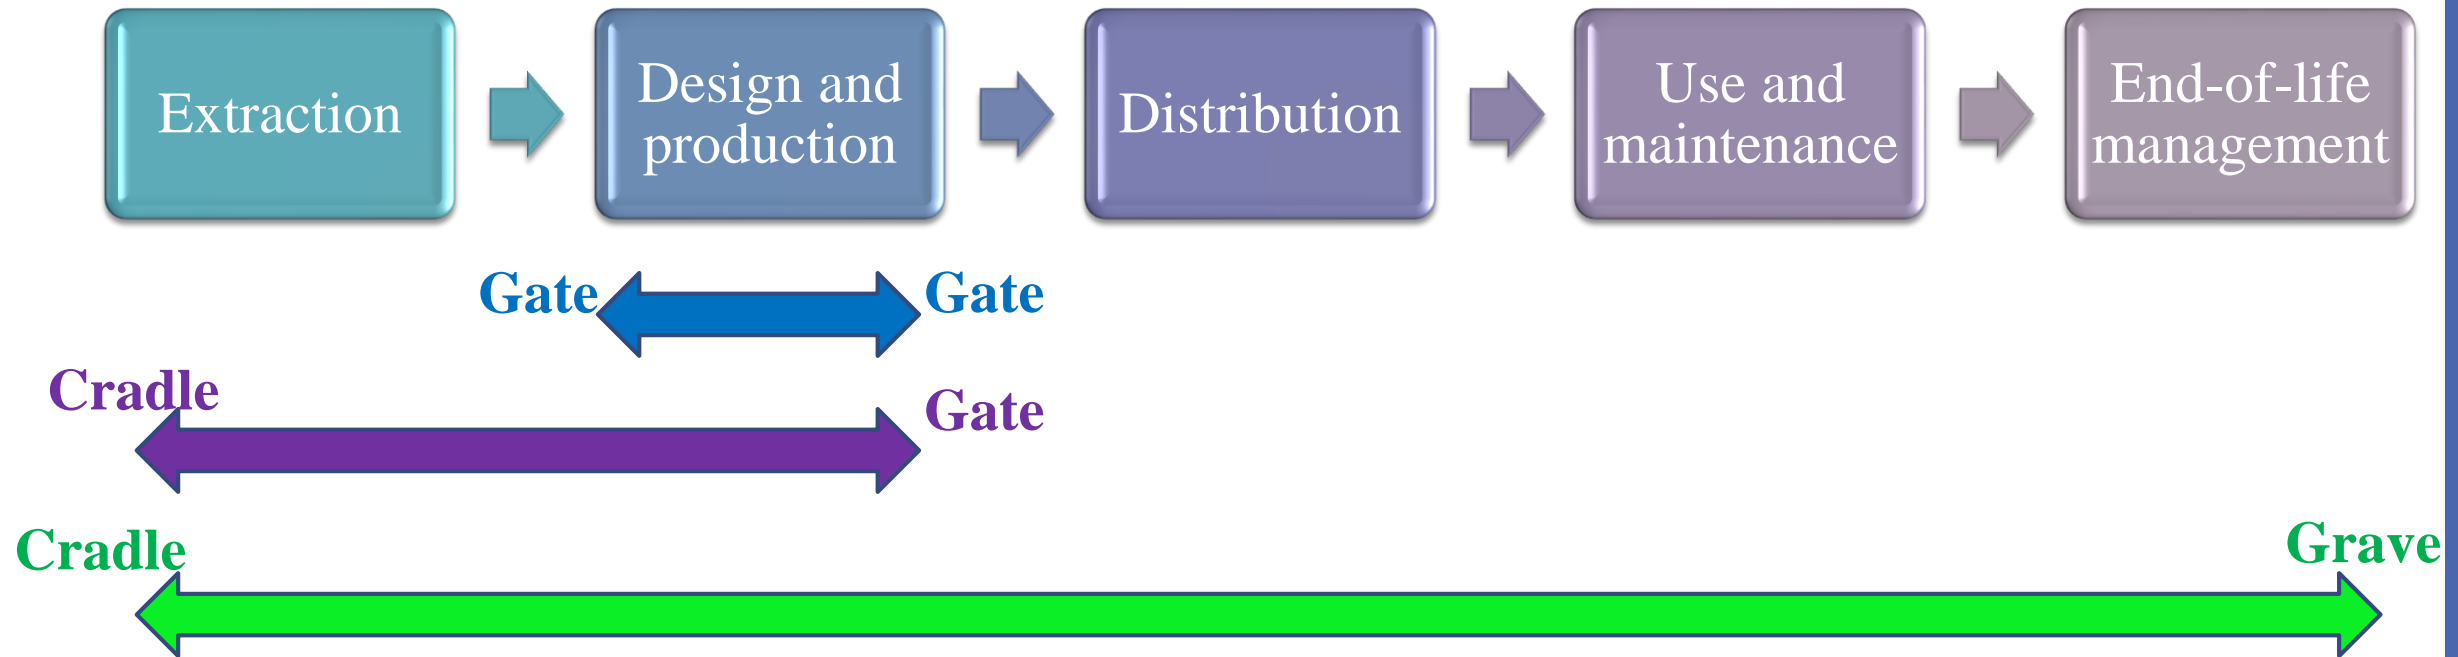 Extraction
Design and
production
Distribution
Use and
maintenance
End-of-life
management
Gate
Gate
Cradle
Gate
Cradle
Grave